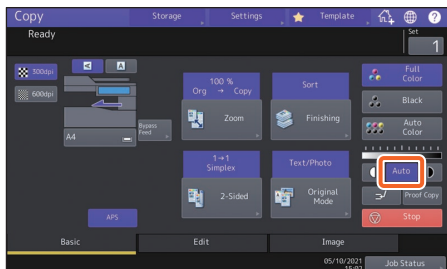 Copy Storage Settings Template
Ready
Set
1
300dpi
600dpi
A
A
A4
Bypass
Feed
100 %
Org → Copy
Zoom
Sort
Finishing
1→1
Simplex
2-Sided
Text/Photo
Original
Mode
Full
Color
Black
Auto
Color
Auto
Proof Copy
Stop
APS
Basic Edit Image
05/10/2021
15:02
Job Status